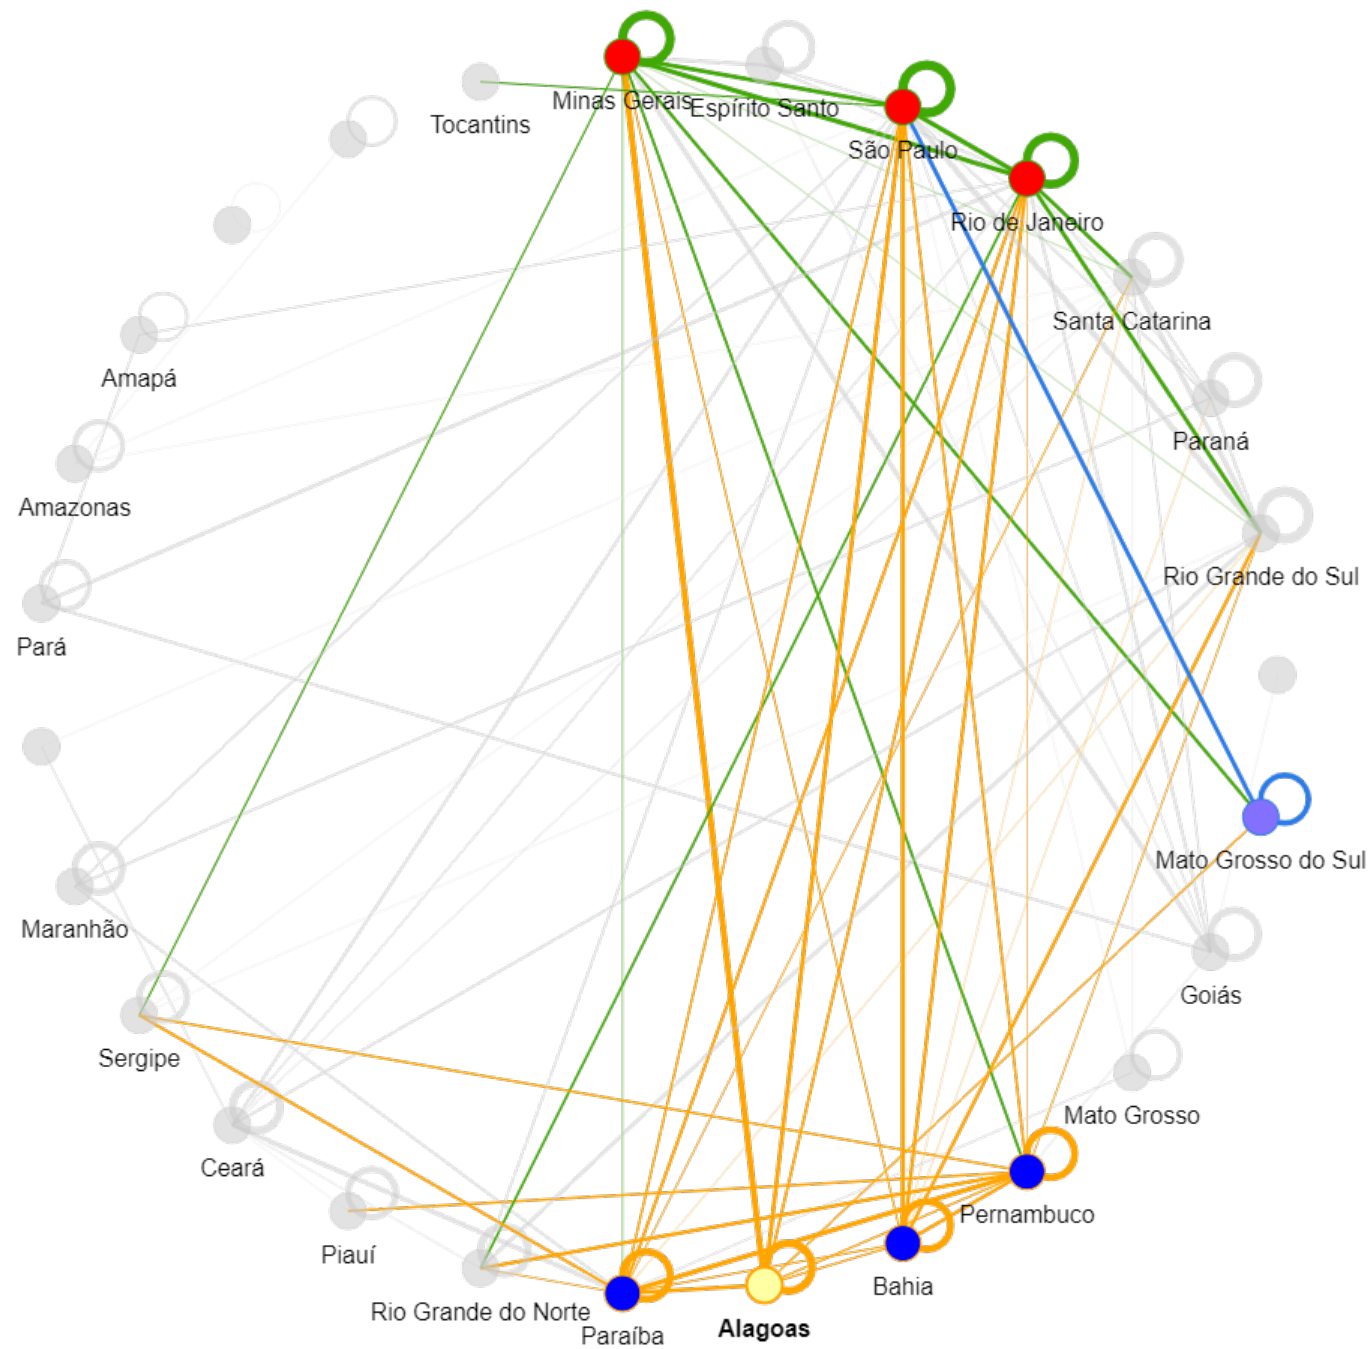 Tocantins
Minas Gerais
Espírito Santo
São Paulo
Rio de Janeiro
Santa Catarina
Amapá
Paraná
Amazonas
Rio Grande do Sul
Pará
Mato Grosso do Sul
Maranhão
Goiás
Sergipe
Mato Grosso
Ceará
Pernambuco
Piauí
Bahia
Rio Grande do Norte
Paraíba
Alagoas